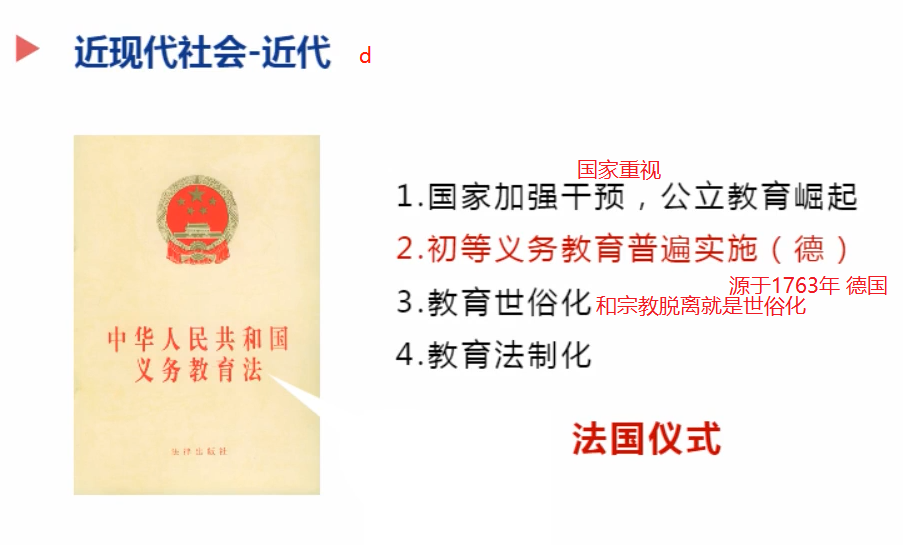 近现代社会-近代 d
国家重视
1.国家加强干预，公立教育崛起
2.初等义务教育普遍实施（德）
源于1763年 德国
3.教育世俗化 和宗教脱离就是世俗化
4.教育法制化
法国仪式
中华人民共和国
义务教育法
法律出版社